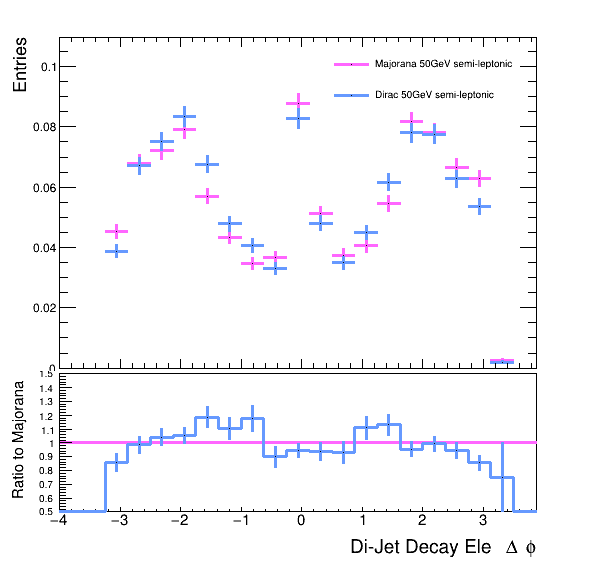 Entries
0.1
0.08
0.06
0.04
0.02
0
Majorana 50GeV semi-leptonic
Dirac 50GeV semi-leptonic
Ratio to Majorana
1.5
1.4
1.3
1.2
1.1
1
0.9
0.8
0.7
0.6
0.5
−4 −3 −2 −1 0 1 2 3
Di-Jet Decay Ele Δ ϕ